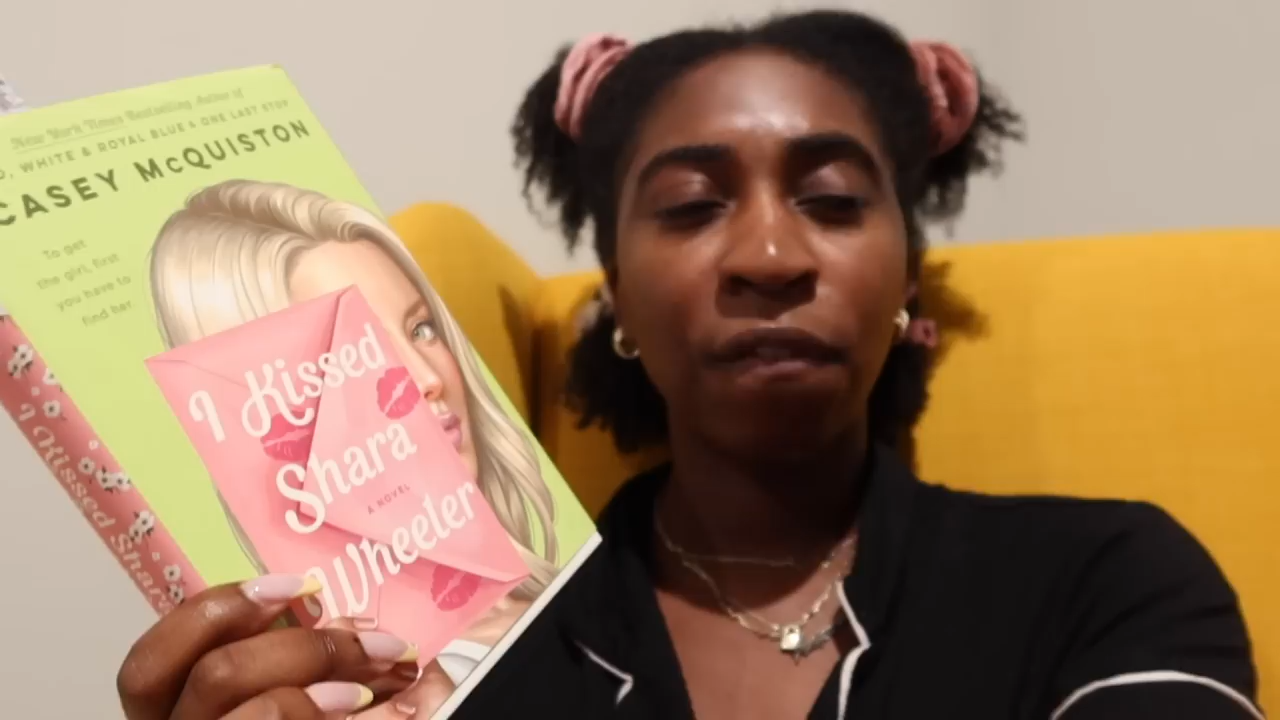 New York Times Bestselling Author of
D, WHITE & ROYAL BLUE & ONE LAST STOP
CASEY McQUISTON
To get
the girl, first
you have to
find her
I Kissed
Shara
A NOVEL
Wheeler
I Kissed Shara